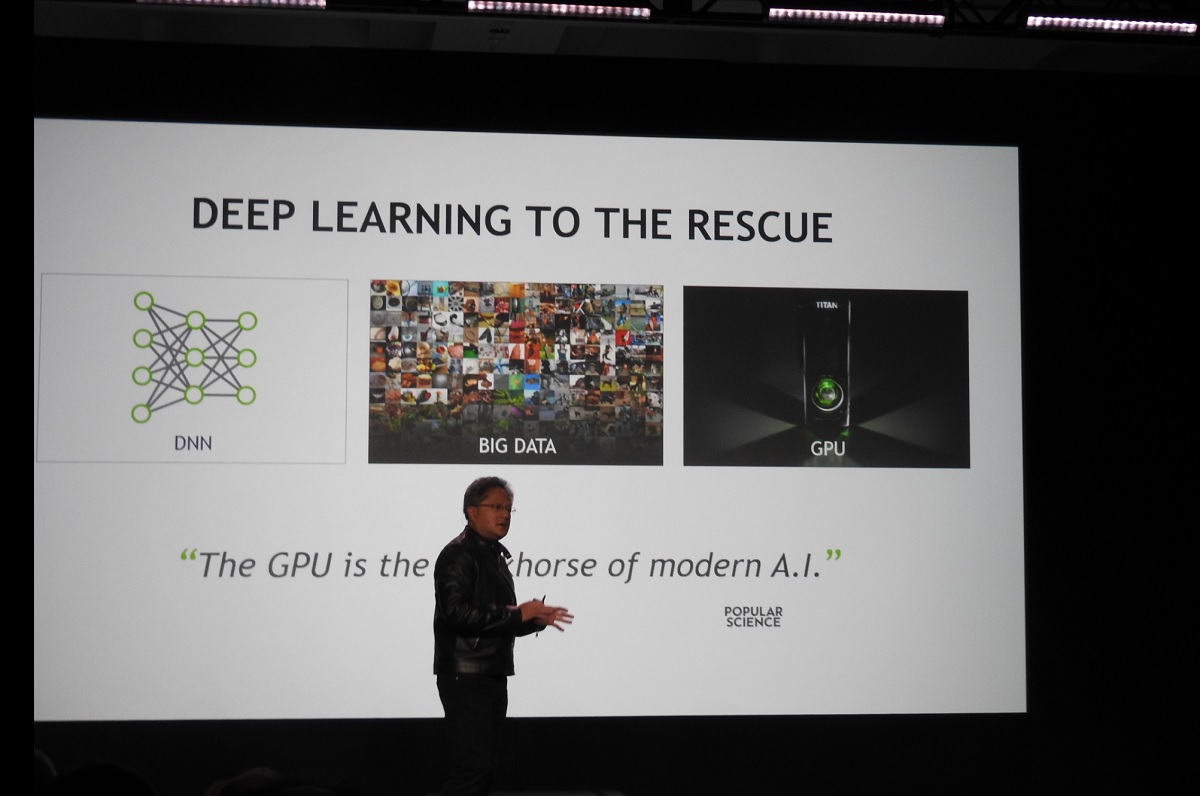 DEEP LEARNING TO THE RESCUE
TITAN
DNN
BIG DATA
GPU
“The GPU is the horse of modern A.I.”
POPULAR
SCIENCE